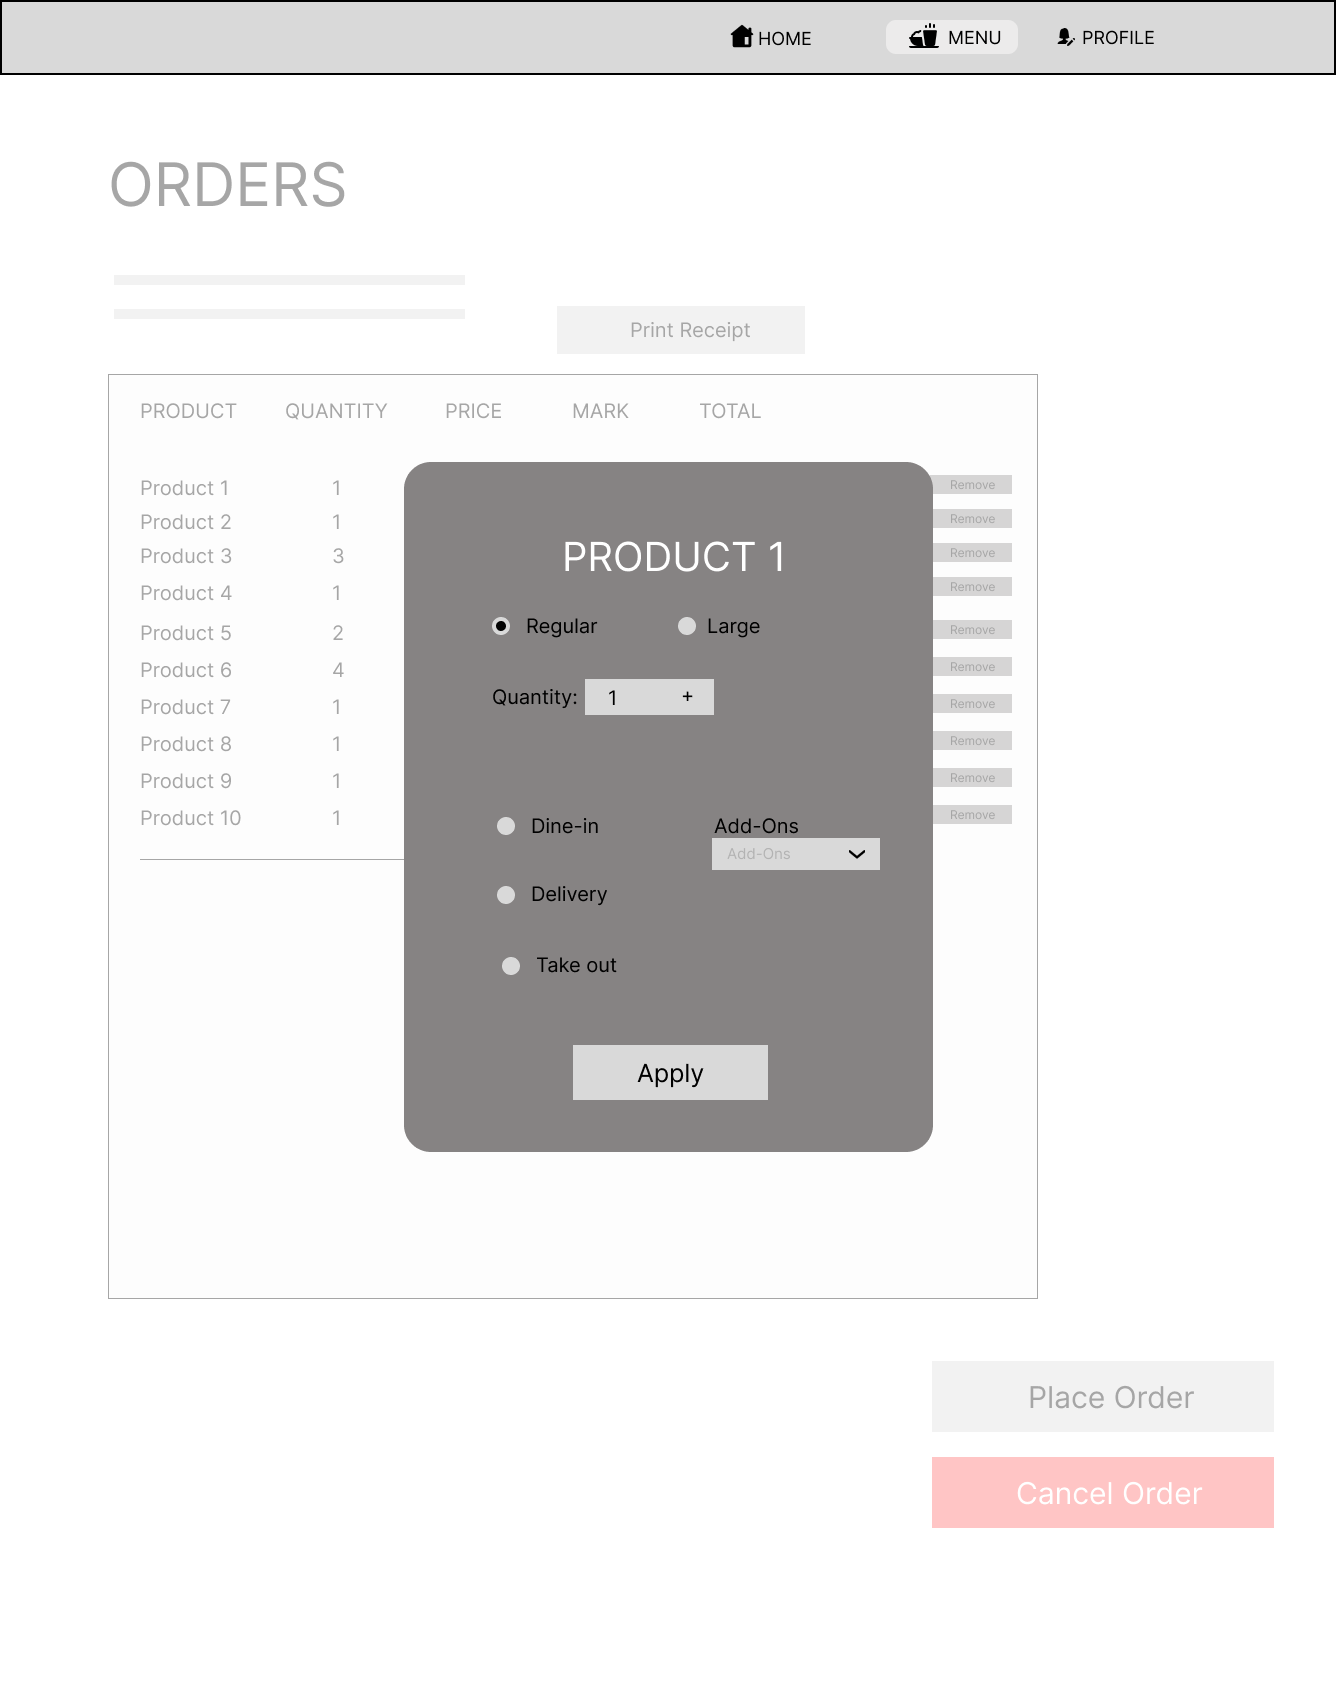 HOME MENU PROFILE
ORDERS
Print Receipt
PRODUCT QUANTITY PRICE MARK TOTAL
Product 1 1 Remove
Product 2 1 Remove
Product 3 3 Remove
Product 4 1 Remove
Product 5 2 Remove
Product 6 4 Remove
Product 7 1 Remove
Product 8 1 Remove
Product 9 1 Remove
Product 10 1 Remove
PRODUCT 1
Regular Large
Quantity: 1 +
Dine-in Add-Ons
Add-Ons
Delivery
Take out
Apply
Place Order
Cancel Order